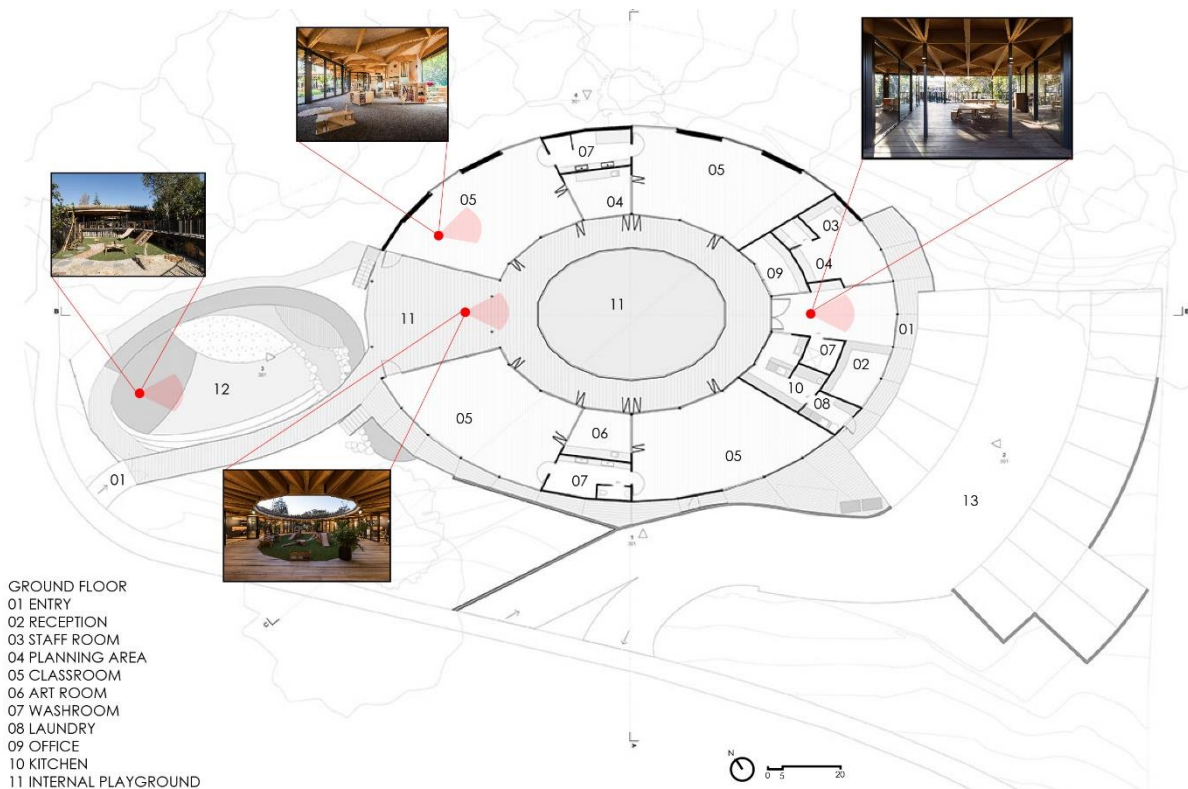 07
05
05
04
03
04
09
11
11
01
07
02
12
10
08
05
06
05
07
01
13
GROUND FLOOR
01 ENTRY
02 RECEPTION
03 STAFF ROOM
04 PLANNING AREA
05 CLASSROOM
06 ART ROOM
07 WASHROOM
08 LAUNDRY
09 OFFICE
10 KITCHEN
11 INTERNAL PLAYGROUND
N
0 5 20